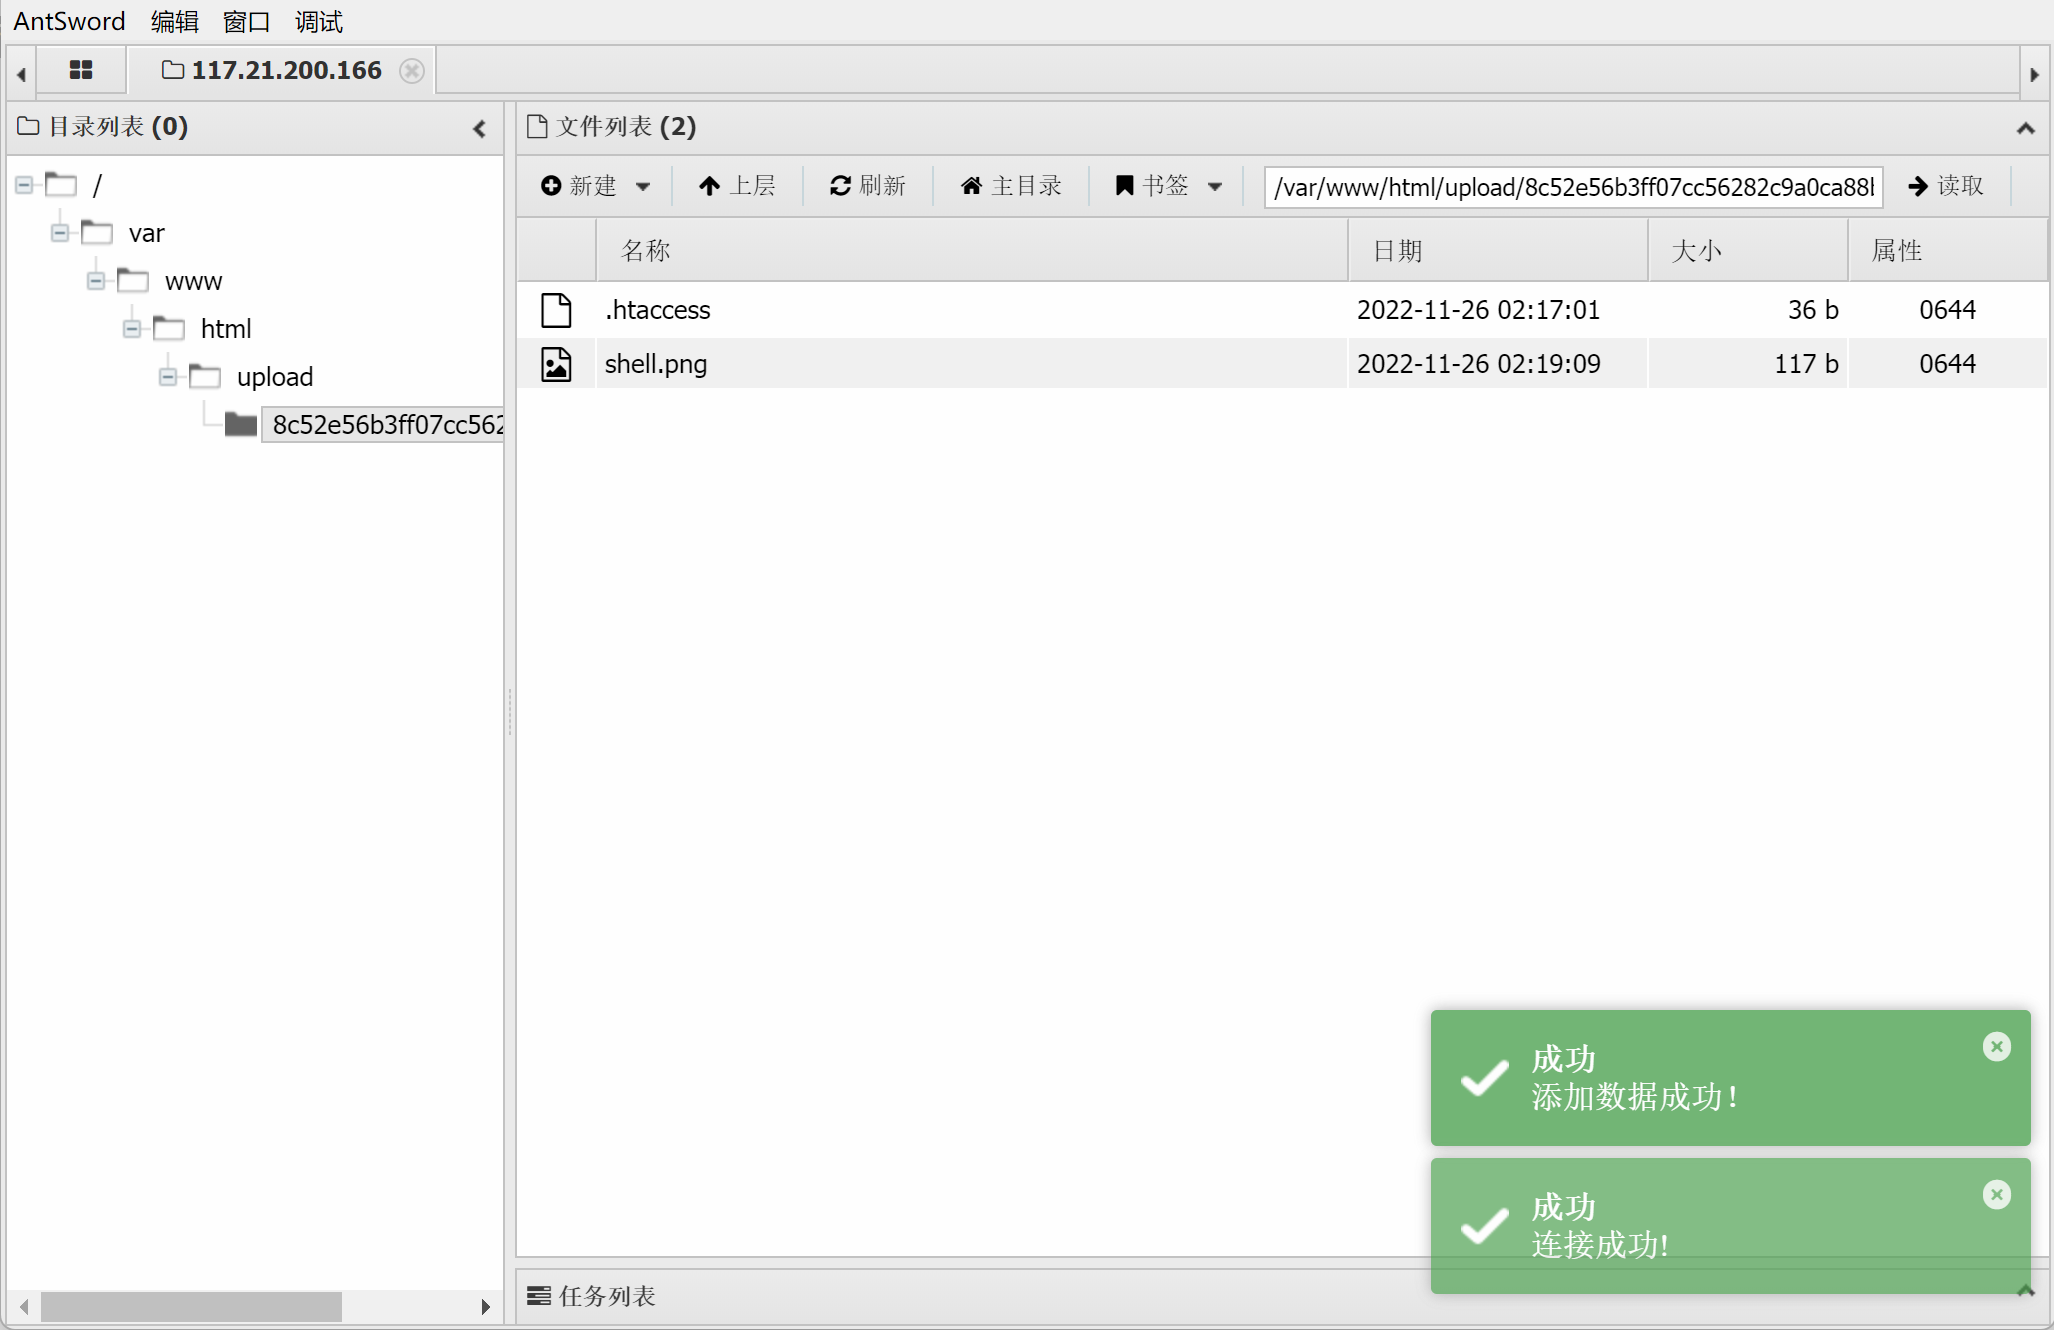 AntSword 编辑 窗口 调试
117.21.200.166
目录列表 (0)
/
var
www
html
upload
8c52e56b3ff07cc562
文件列表 (2)
新建 上层 刷新 主目录 书签 /var/www/html/upload/8c52e56b3ff07cc56282c9a0ca88 读取
名称 日期 大小 属性
.htaccess 2022-11-26 02:17:01 36 b 0644
shell.png 2022-11-26 02:19:09 117 b 0644
成功
添加数据成功！
成功
连接成功!
任务列表